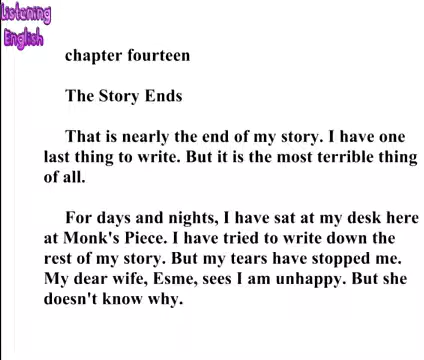 Listening
English
chapter fourteen
The Story Ends
That is nearly the end of my story. I have one
last thing to write. But it is the most terrible thing
of all.
For days and nights, I have sat at my desk here
at Monk's Piece. I have tried to write down the
rest of my story. But my tears have stopped me.
My dear wife, Esme, sees I am unhappy. But she
doesn't know why.